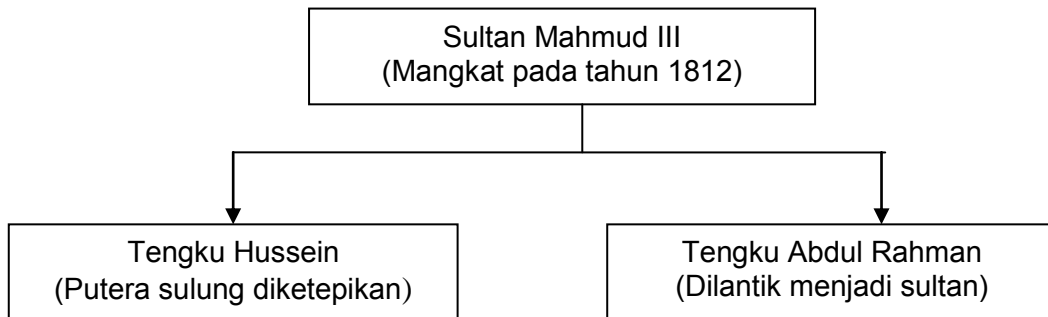 Sultan Mahmud III
(Mangkat pada tahun 1812)
Tengku Hussein
(Putera sulung diketepikan)
Tengku Abdul Rahman
(Dilantik menjadi sultan)